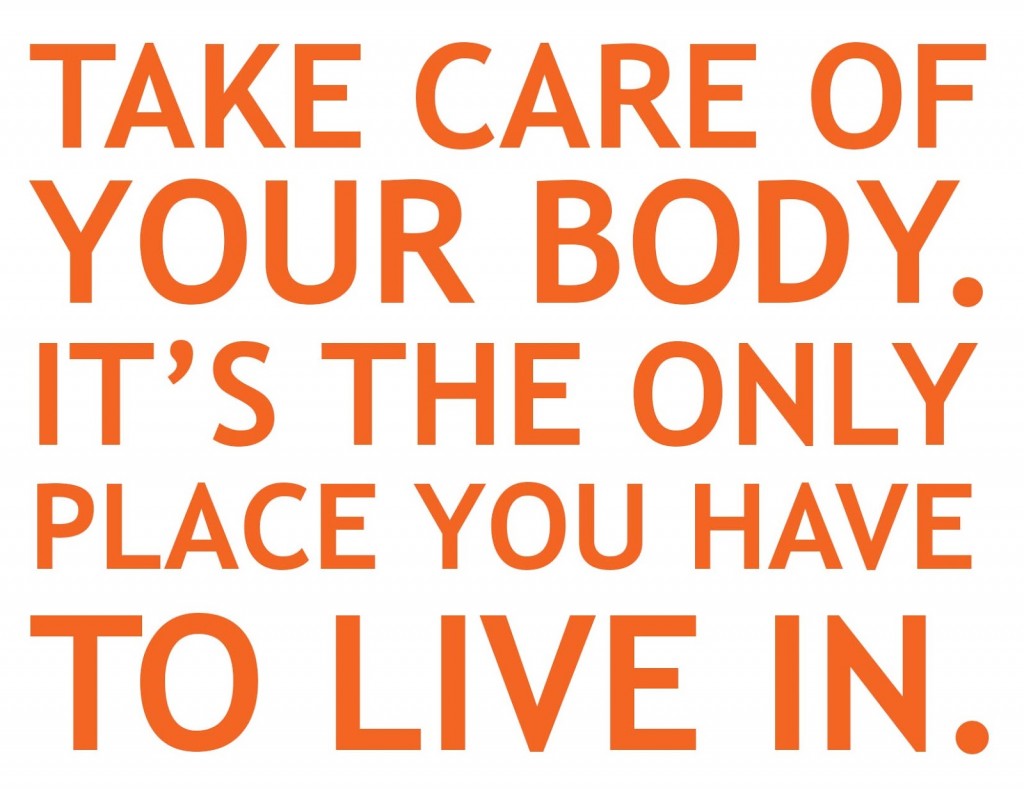 TAKE CARE OF
YOUR BODY.
IT’S THE ONLY
PLACE YOU HAVE
TO LIVE IN.